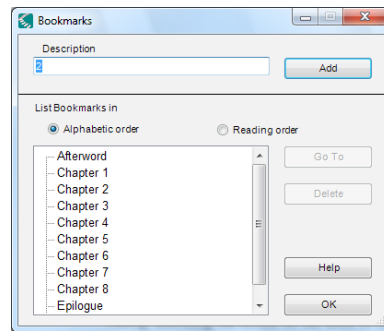 Bookmarks
Description
2
Add
List Bookmarks in
Alphabetic order
Reading order
Afterword
Chapter 1
Chapter 2
Chapter 3
Chapter 4
Chapter 5
Chapter 6
Chapter 7
Chapter 8
Epilogue
Go To
Delete
Help
OK